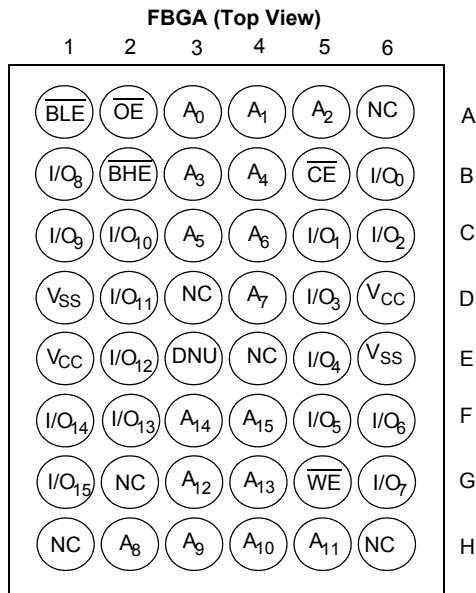 FBGA (Top View)
1 2 3 4 5 6
BLE OE A0 A1 A2 NC A
I/O8 BHE A3 A4 CE I/O0 B
I/O9 I/O10 A5 A6 I/O1 I/O2 C
VSS I/O11 NC A7 I/O3 VCC D
VCC I/O12 DNU NC I/O4 VSS E
I/O14 I/O13 A14 A15 I/O5 I/O6 F
I/O15 NC A12 A13 WE I/O7 G
NC A8 A9 A10 A11 NC H